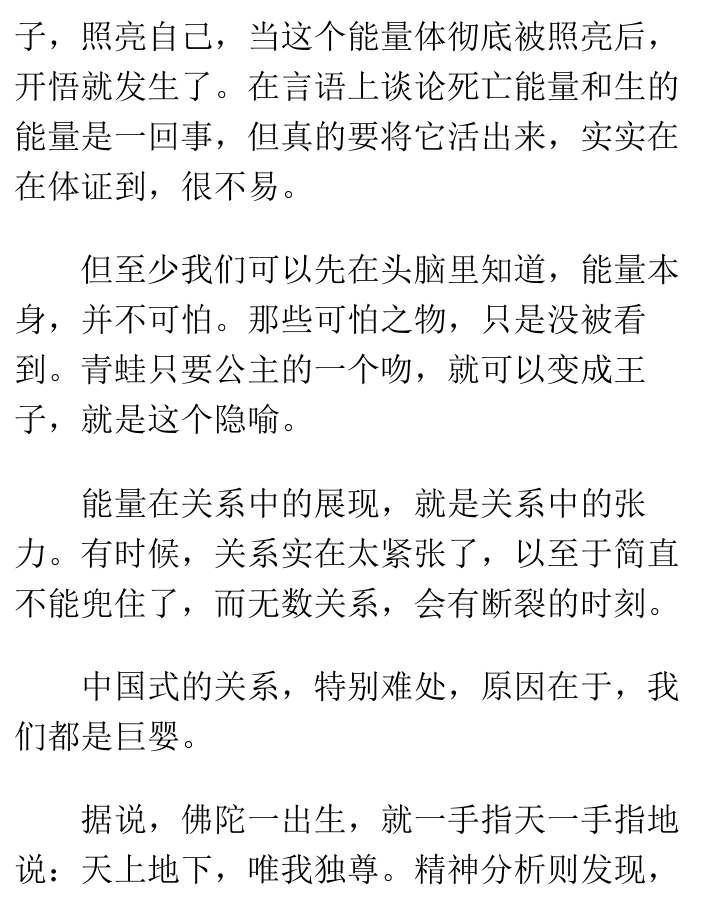 子，照亮自己，当这个能量体彻底被照亮后，
开悟就发生了。在言语上谈论死亡能量和生的
能量是一回事，但真的要将它活出来，实实在
在体证到，很不易。
但至少我们可以先在头脑里知道，能量本
身，并不可怕。那些可怕之物，只是没被看
到。青蛙只要公主的一个吻，就可以变成王
子，就是这个隐喻。
能量在关系中的展现，就是关系中的张
力。有时候，关系实在太紧张了，以至于简直
不能兜住了，而无数关系，会有断裂的时刻。
中国式的关系，特别难处，原因在于，我
们都是巨婴。
据说，佛陀一出生，就一手指天一手指地
说：天上地下，唯我独尊。精神分析则发现，